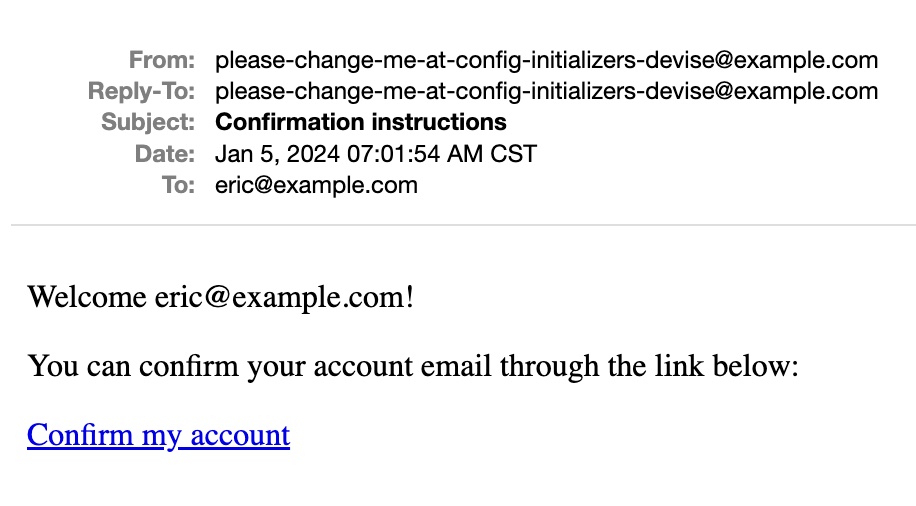 From: please-change-me-at-config-initializers-devise@example.com
Reply-To: please-change-me-at-config-initializers-devise@example.com
Subject: Confirmation instructions
Date: Jan 5, 2024 07:01:54 AM CST
To: eric@example.com
Welcome eric@example.com!
You can confirm your account email through the link below:
Confirm my account